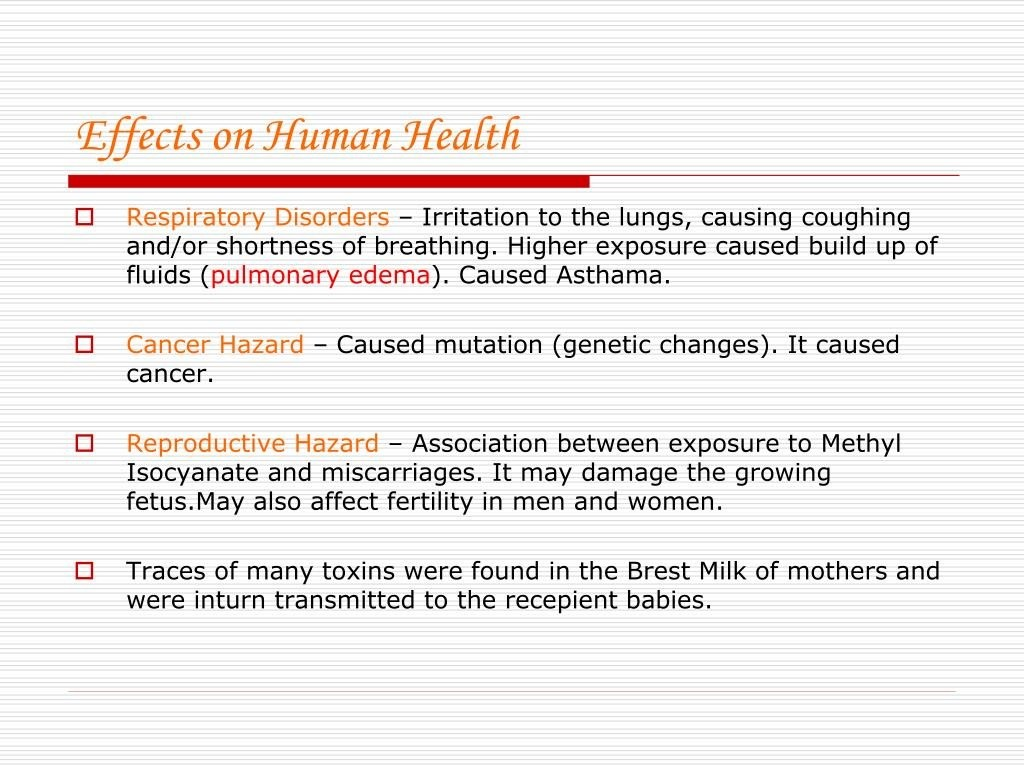 Effects on Human Health
Respiratory Disorders – Irritation to the lungs, causing coughing
and/or shortness of breathing. Higher exposure caused build up of
fluids (pulmonary edema). Caused Asthama.
Cancer Hazard – Caused mutation (genetic changes). It caused
cancer.
Reproductive Hazard – Association between exposure to Methyl
Isocyanate and miscarriages. It may damage the growing
fetus.May also affect fertility in men and women.
Traces of many toxins were found in the Brest Milk of mothers and
were inturn transmitted to the recepient babies.